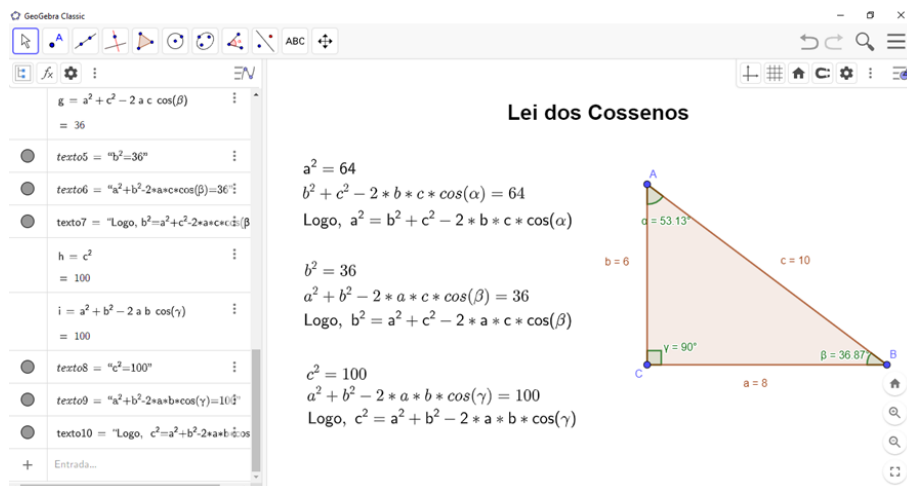 GeoGebra Classic
ABC
g = a² + c² − 2 a c cos(β)
= 36
texto5 = "b²=36"
texto6 = "a²+b²-2*a*c*cos(β)=36"
texto7 = "Logo, b²=a²+c²-2*a*c*cos(β
h = c²
= 100
i = a² + b² − 2 a b cos(γ)
= 100
texto8 = "c²=100"
texto9 = "a²+b²-2*a*b*cos(γ)=100"
texto10 = "Logo, c²=a²+b²-2*a*b*cos
Entrada...
Lei dos Cossenos
a² = 64
b² + c² − 2 * b * c * cos(α) = 64
Logo, a² = b² + c² − 2 * b * c * cos(α)
b² = 36
a² + b² − 2 * a * c * cos(β) = 36
Logo, b² = a² + c² − 2 * a * c * cos(β)
c² = 100
a² + b² − 2 * a * b * cos(γ) = 100
Logo, c² = a² + b² − 2 * a * b * cos(γ)
A
α = 53.13°
b = 6
c = 10
γ = 90°
β = 36.87°
B
C
a = 8